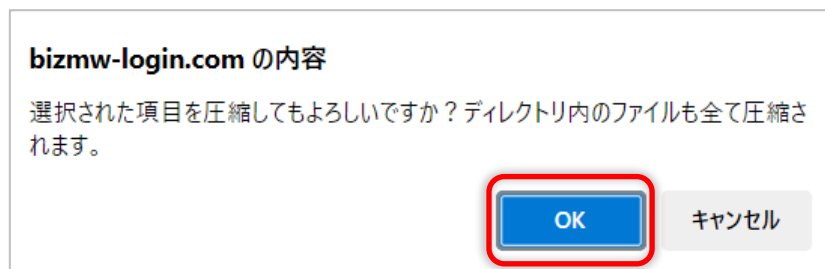 bizmw-login.com の内容
選択された項目を圧縮してもよろしいですか？ディレクトリ内のファイルも全て圧縮さ
れます。
OK キャンセル